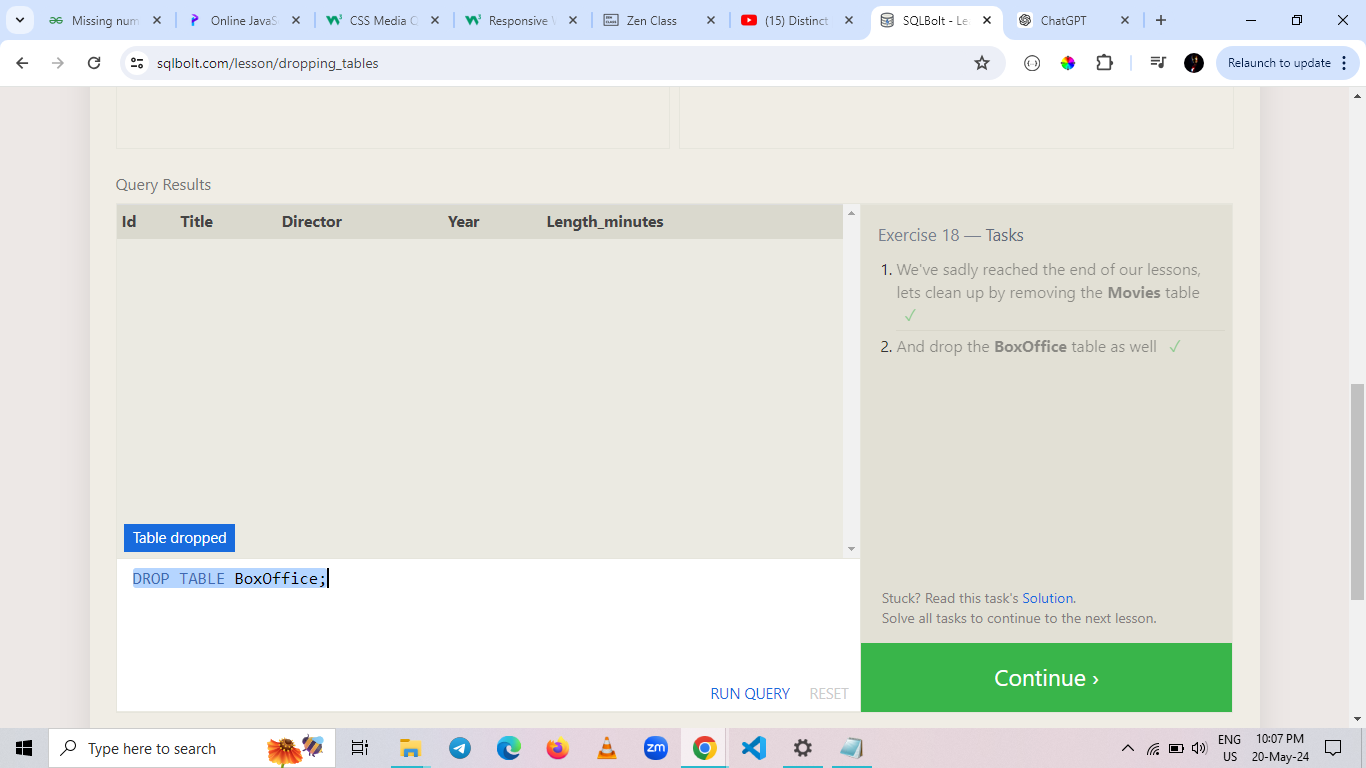 Missing num
Online JavaS
CSS Media C
Responsive V
Zen Class
(15) Distinct
SQLBolt - Le
ChatGPT
sqlbolt.com/lesson/dropping_tables
Relaunch to update
Query Results
Id Title Director Year Length_minutes
Table dropped
DROP TABLE BoxOffice;
RUN QUERY RESET
Exercise 18 — Tasks
1. We've sadly reached the end of our lessons,
lets clean up by removing the Movies table
✓
2. And drop the BoxOffice table as well ✓
Stuck? Read this task's Solution.
Solve all tasks to continue to the next lesson.
Continue ›
Type here to search
zm
ENG
US
10:07 PM
20-May-24